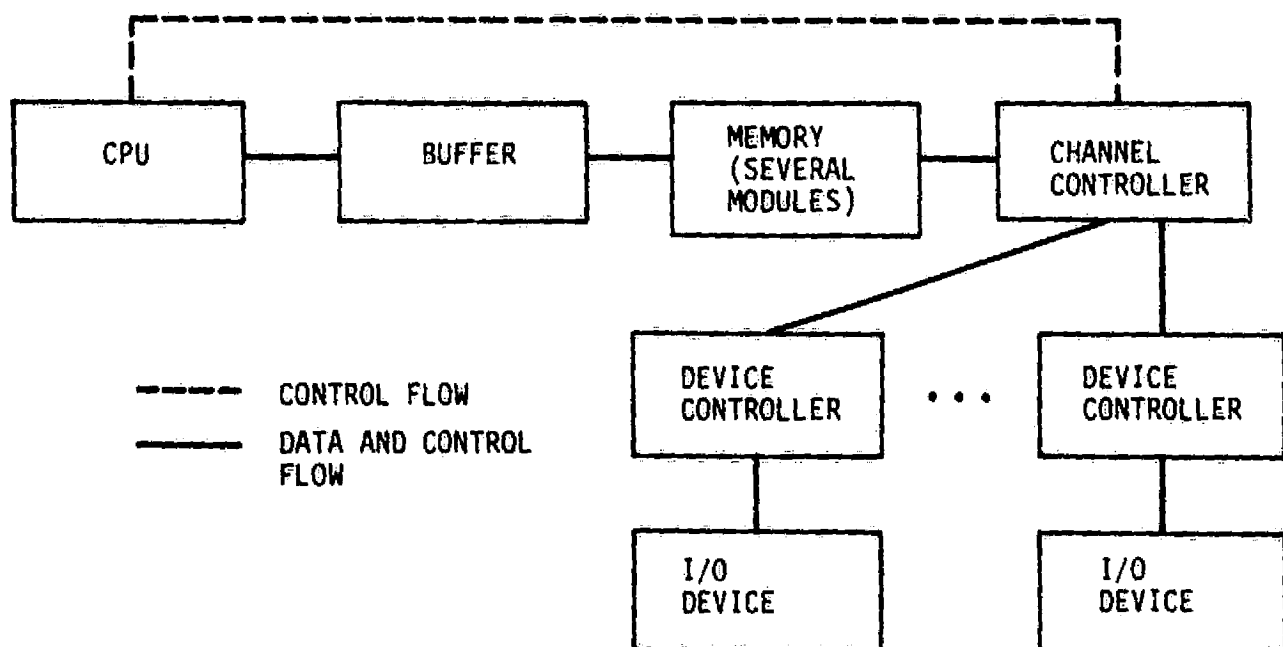 CPU
BUFFER
MEMORY
(SEVERAL
MODULES)
CHANNEL
CONTROLLER
DEVICE
CONTROLLER
. . .
DEVICE
CONTROLLER
CONTROL FLOW
DATA AND CONTROL
FLOW
I/O
DEVICE
I/O
DEVICE